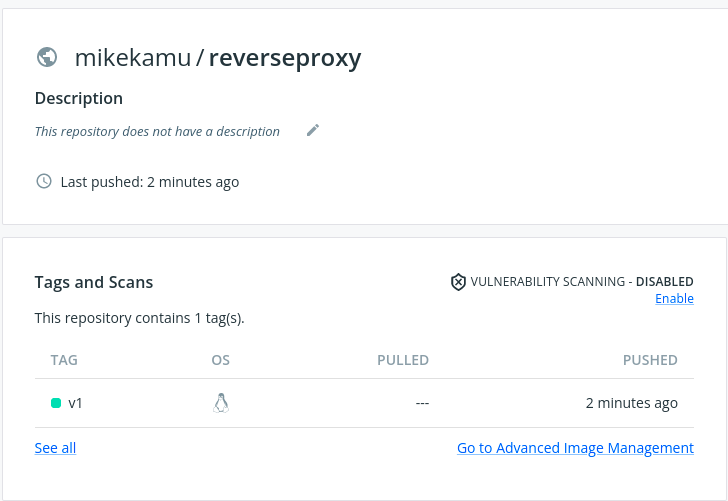 mikekamu / reverseproxy
Description
This repository does not have a description
Last pushed: 2 minutes ago
Tags and Scans
VULNERABILITY SCANNING - DISABLED
Enable
This repository contains 1 tag(s).
TAG OS PULLED PUSHED
v1 --- 2 minutes ago
See all Go to Advanced Image Management